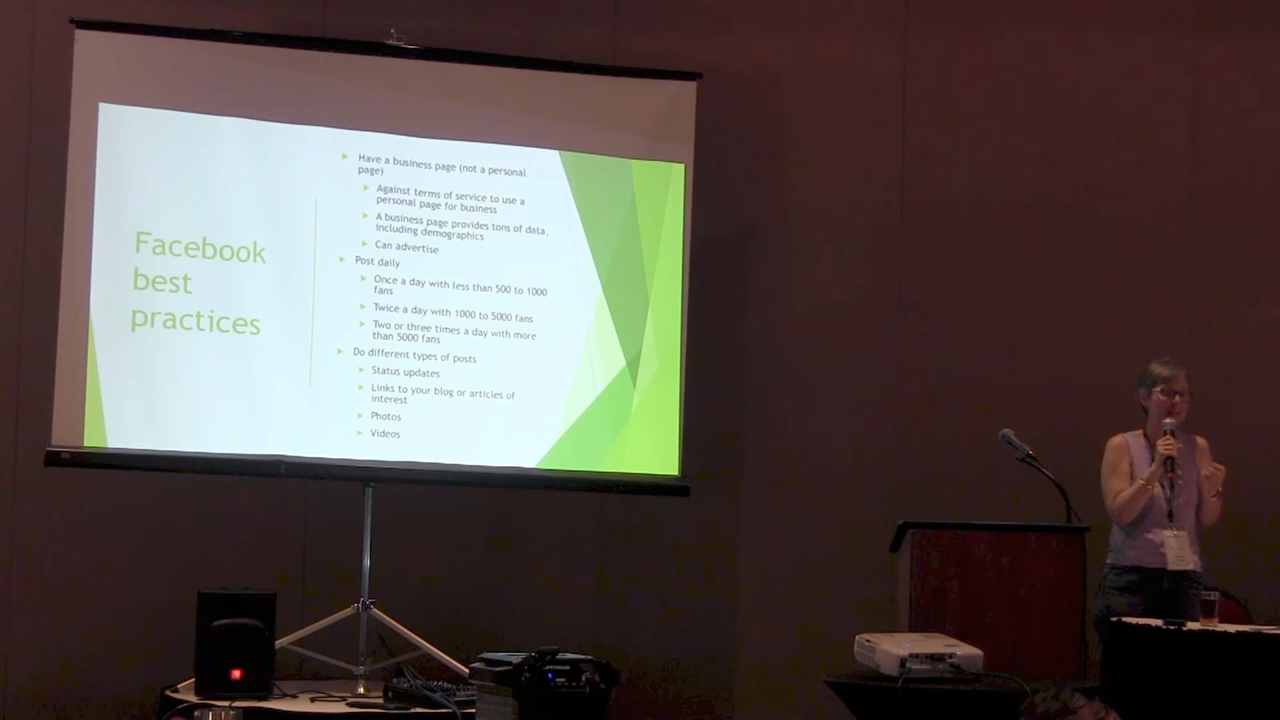 Facebook
best
practices
Have a business page (not a personal
page)
Against terms of service to use a
personal page for business
A business page provides tons of data,
including demographics
Can advertise
Post daily
Once a day with less than 500 to 1000
fans
Twice a day with 1000 to 5000 fans
Two or three times a day with more
than 5000 fans
Do different types of posts
Status updates
Links to your blog or articles of
interest
Photos
Videos